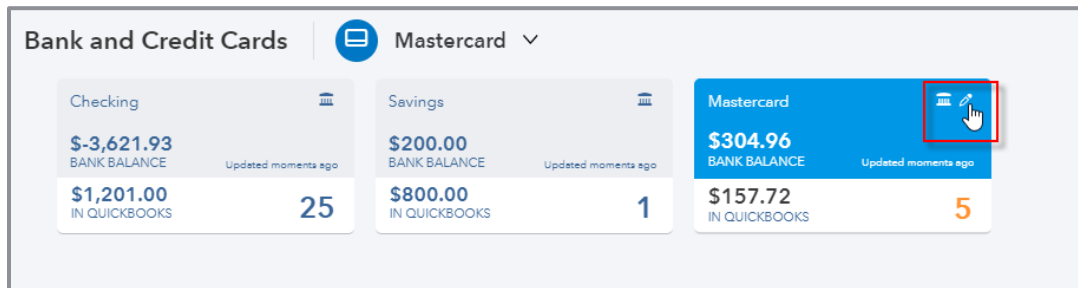 Bank and Credit Cards Mastercard
Checking
$-3,621.93
BANK BALANCE Updated moments ago
$1,201.00
IN QUICKBOOKS 25
Savings
$200.00
BANK BALANCE Updated moments ago
$800.00
IN QUICKBOOKS 1
Mastercard
$304.96
BANK BALANCE Updated moments ago
$157.72
IN QUICKBOOKS 5